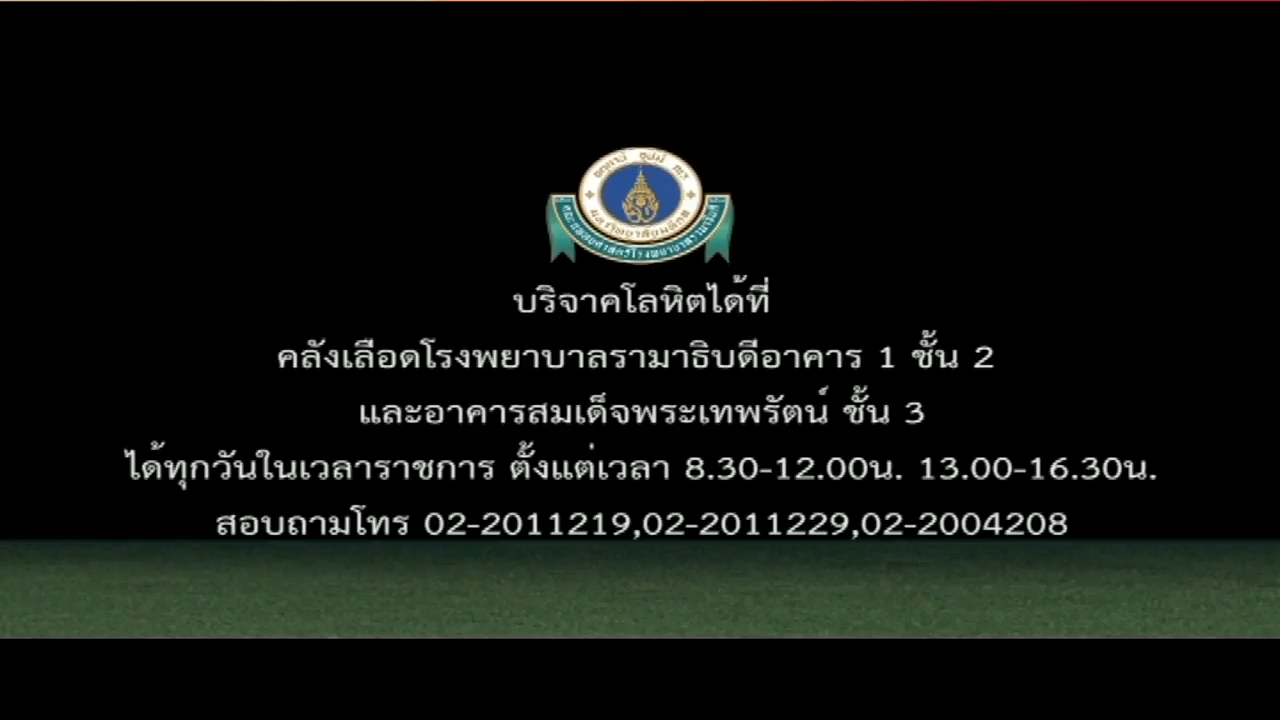 บริจาคโลหิตได้ที่
คลังเลือดโรงพยาบาลรามาธิบดีอาคาร 1 ชั้น 2
และอาคารสมเด็จพระเทพรัตน์ ชั้น 3
ได้ทุกวันในเวลาราชการ ตั้งแต่เวลา 8.30-12.00น. 13.00-16.30น.
สอบถามโทร 02-2011219,02-2011229,02-2004208